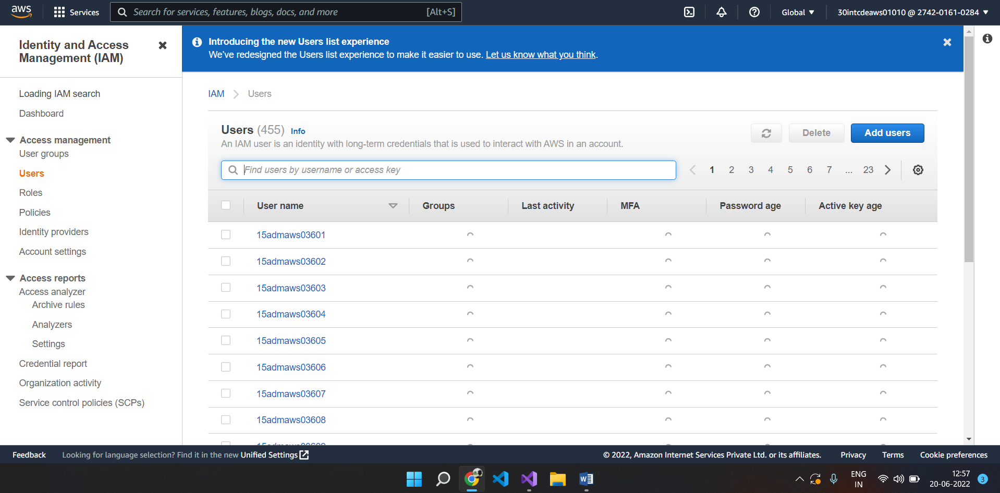 aws
Services
Search for services, features, blogs, docs, and more
[Alt+S]
Global
30intcdeaws01010 @ 2742-0161-0284
Identity and Access
Management (IAM)
Loading IAM search
Dashboard
Access management
User groups
Users
Roles
Policies
Identity providers
Account settings
Access reports
Access analyzer
Archive rules
Analyzers
Settings
Credential report
Organization activity
Service control policies (SCPs)
Introducing the new Users list experience
We've redesigned the Users list experience to make it easier to use. Let us know what you think.
IAM
Users
Users (455) Info
An IAM user is an identity with long-term credentials that is used to interact with AWS in an account.
Delete
Add users
Find users by username or access key
1 2 3 4 5 6 7 ... 23
User name Groups Last activity MFA Password age Active key age
15admaws03601
15admaws03602
15admaws03603
15admaws03604
15admaws03605
15admaws03606
15admaws03607
15admaws03608
Feedback
Looking for language selection? Find it in the new Unified Settings
© 2022, Amazon Internet Services Private Ltd. or its affiliates.
Privacy
Terms
Cookie preferences
ENG
IN
12:57
20-06-2022
3